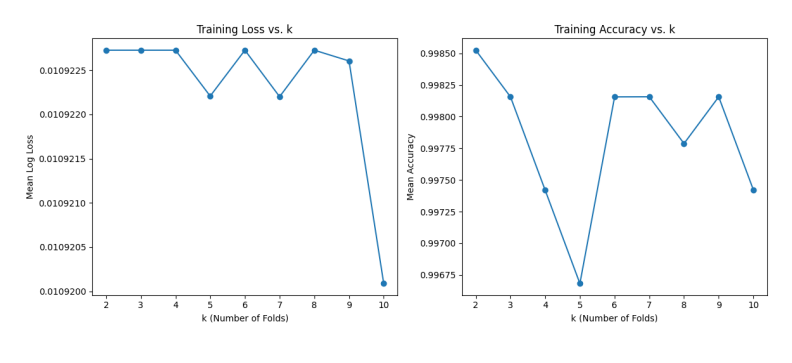 Training Loss vs. k
Mean Log Loss
0.0109225
0.0109220
0.0109215
0.0109210
0.0109205
0.0109200
2 3 4 5 6 7 8 9 10
k (Number of Folds)
Training Accuracy vs. k
Mean Accuracy
0.99850
0.99825
0.99800
0.99775
0.99750
0.99725
0.99700
0.99675
2 3 4 5 6 7 8 9 10
k (Number of Folds)